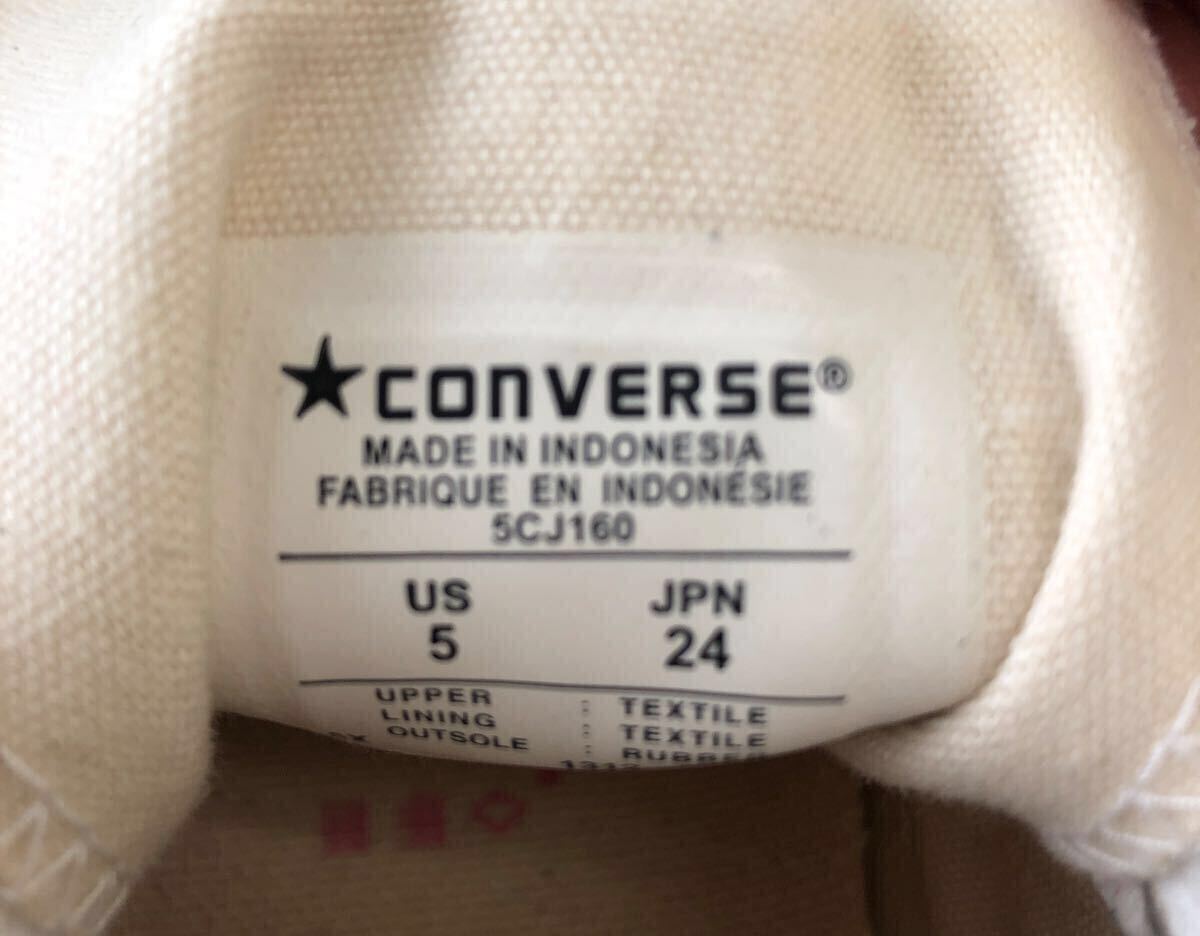 ★CONVERSE®
MADE IN INDONESIA
FABRIQUE EN INDONÉSIE
5CJ160
US JPN
5 24
UPPER : TEXTILE
LINING : TEXTILE
OUTSOLE : RUBBER